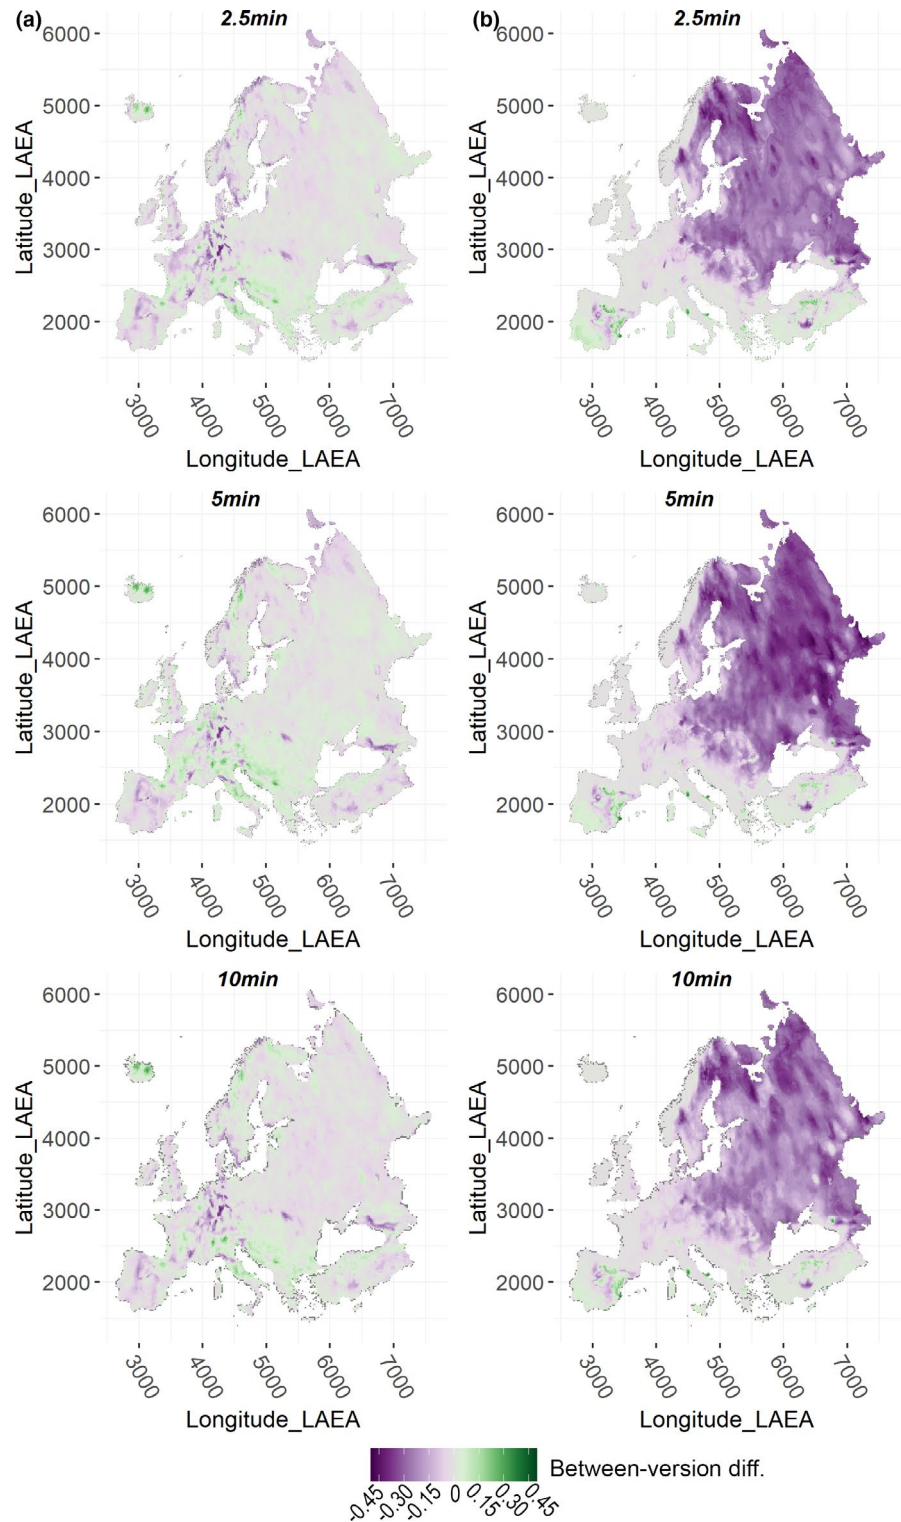 (a) 2.5min (b) 2.5min
6000 6000
5000 5000
4000 4000
3000 3000
2000 2000
Latitude_LAEA Latitude_LAEA
3000 4000 5000 6000 7000 3000 4000 5000 6000 7000
Longitude_LAEA Longitude_LAEA
5min 5min
6000 6000
5000 5000
4000 4000
3000 3000
2000 2000
Latitude_LAEA Latitude_LAEA
3000 4000 5000 6000 7000 3000 4000 5000 6000 7000
Longitude_LAEA Longitude_LAEA
10min 10min
6000 6000
5000 5000
4000 4000
3000 3000
2000 2000
Latitude_LAEA Latitude_LAEA
3000 4000 5000 6000 7000 3000 4000 5000 6000 7000
Longitude_LAEA Longitude_LAEA
Between-version diff.
-0.45 -0.30 -0.15 0 0.15 0.30 0.45